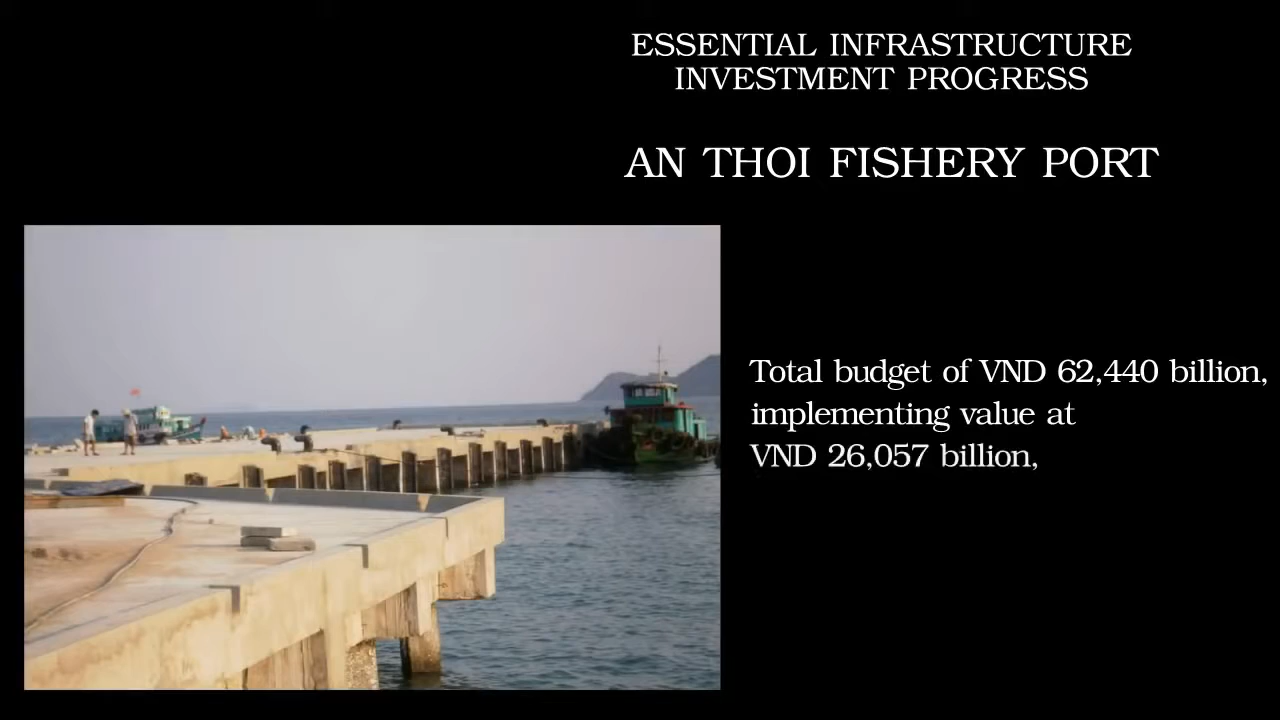 ESSENTIAL INFRASTRUCTURE
INVESTMENT PROGRESS
AN THOI FISHERY PORT
Total budget of VND 62,440 billion,
implementing value at
VND 26,057 billion,